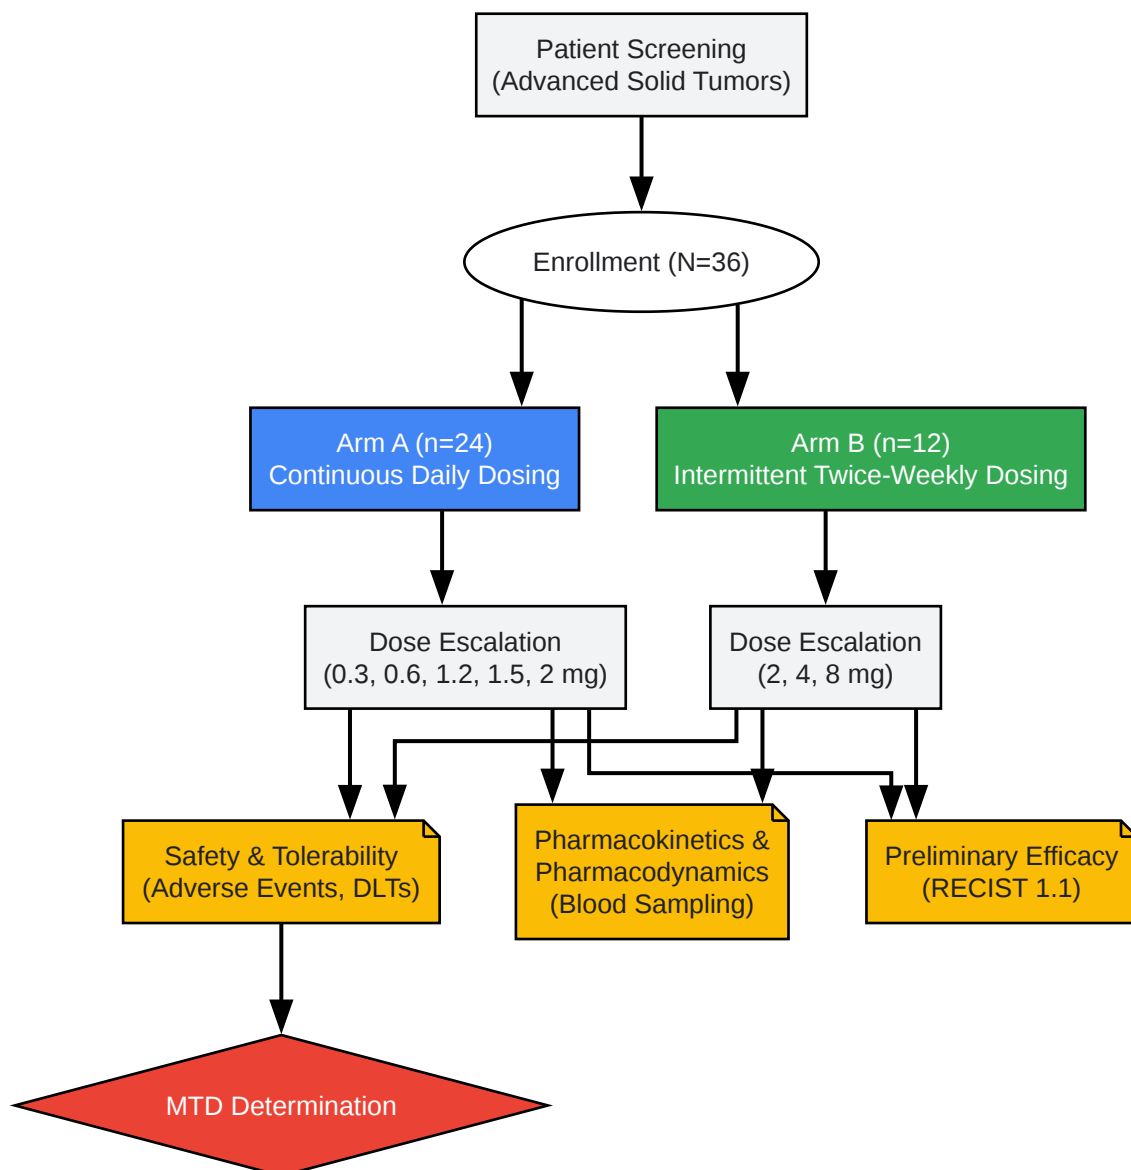 Patient Screening
(Advanced Solid Tumors)
Enrollment (N=36)
Arm A (n=24)
Continuous Daily Dosing
Arm B (n=12)
Intermittent Twice-Weekly Dosing
Dose Escalation
(0.3, 0.6, 1.2, 1.5, 2 mg)
Dose Escalation
(2, 4, 8 mg)
Safety & Tolerability
(Adverse Events, DLTs)
Pharmacokinetics &
Pharmacodynamics
(Blood Sampling)
Preliminary Efficacy
(RECIST 1.1)
MTD Determination